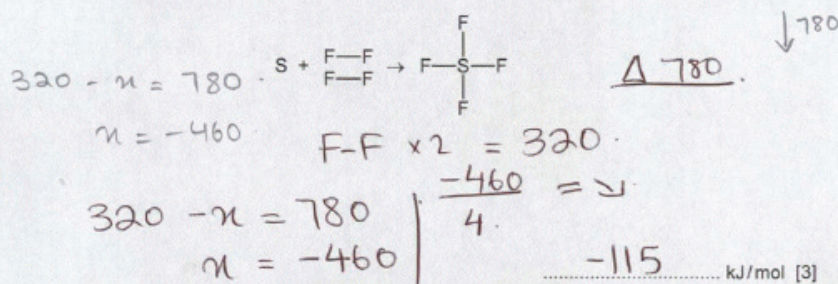 ↓780
320 - x = 780.
S + F—F F—F → F—S—F F F
Δ 780.
x = -460
F-F ×2 = 320.
320 - x = 780
-460/4. =
x = -460
-115 kJ/mol [3]